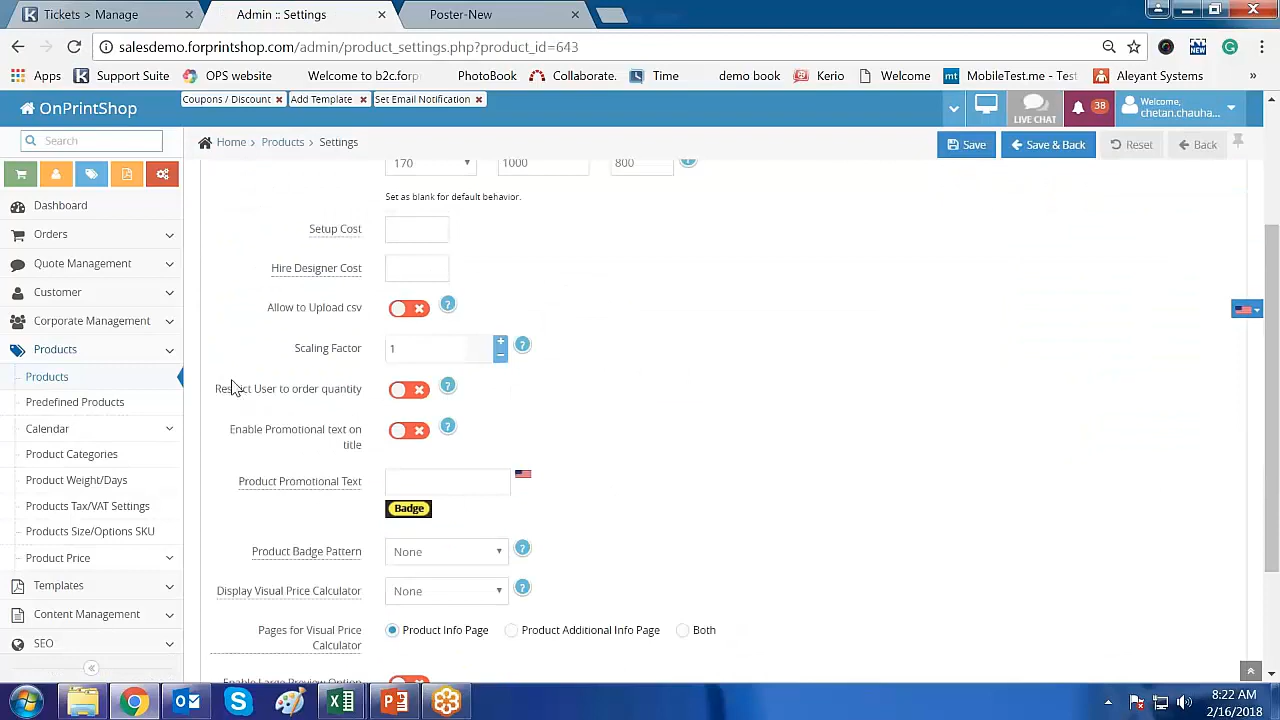 Tickets > Manage
Admin :: Settings
Poster-New
salesdemo.forprintshop.com/admin/product_settings.php?product_id=643
Apps
Support Suite
OPS website
Welcome to b2c.forp
PhotoBook
Collaborate.
Time
demo book
Kerio
Welcome
MobileTest.me - Test
Aleyant Systems
»
OnPrintShop
Coupons / Discount
Add Template
Set Email Notification
LIVE CHAT
38
Welcome,
chetan.chauha...
Search
Home > Products > Settings
Save
Save & Back
Reset
Back
170
1000
800
Set as blank for default behavior.
Dashboard
Orders
Quote Management
Customer
Corporate Management
Products
Products
Predefined Products
Calendar
Product Categories
Product Weight/Days
Products Tax/VAT Settings
Products Size/Options SKU
Product Price
Templates
Content Management
SEO
Setup Cost
Hire Designer Cost
Allow to Upload csv
Scaling Factor
1
Restrict User to order quantity
Enable Promotional text on
title
Product Promotional Text
Badge
Product Badge Pattern
None
Display Visual Price Calculator
None
Pages for Visual Price
Calculator
Product Info Page
Product Additional Info Page
Both
Enable Large Preview Option
8:22 AM
2/16/2018